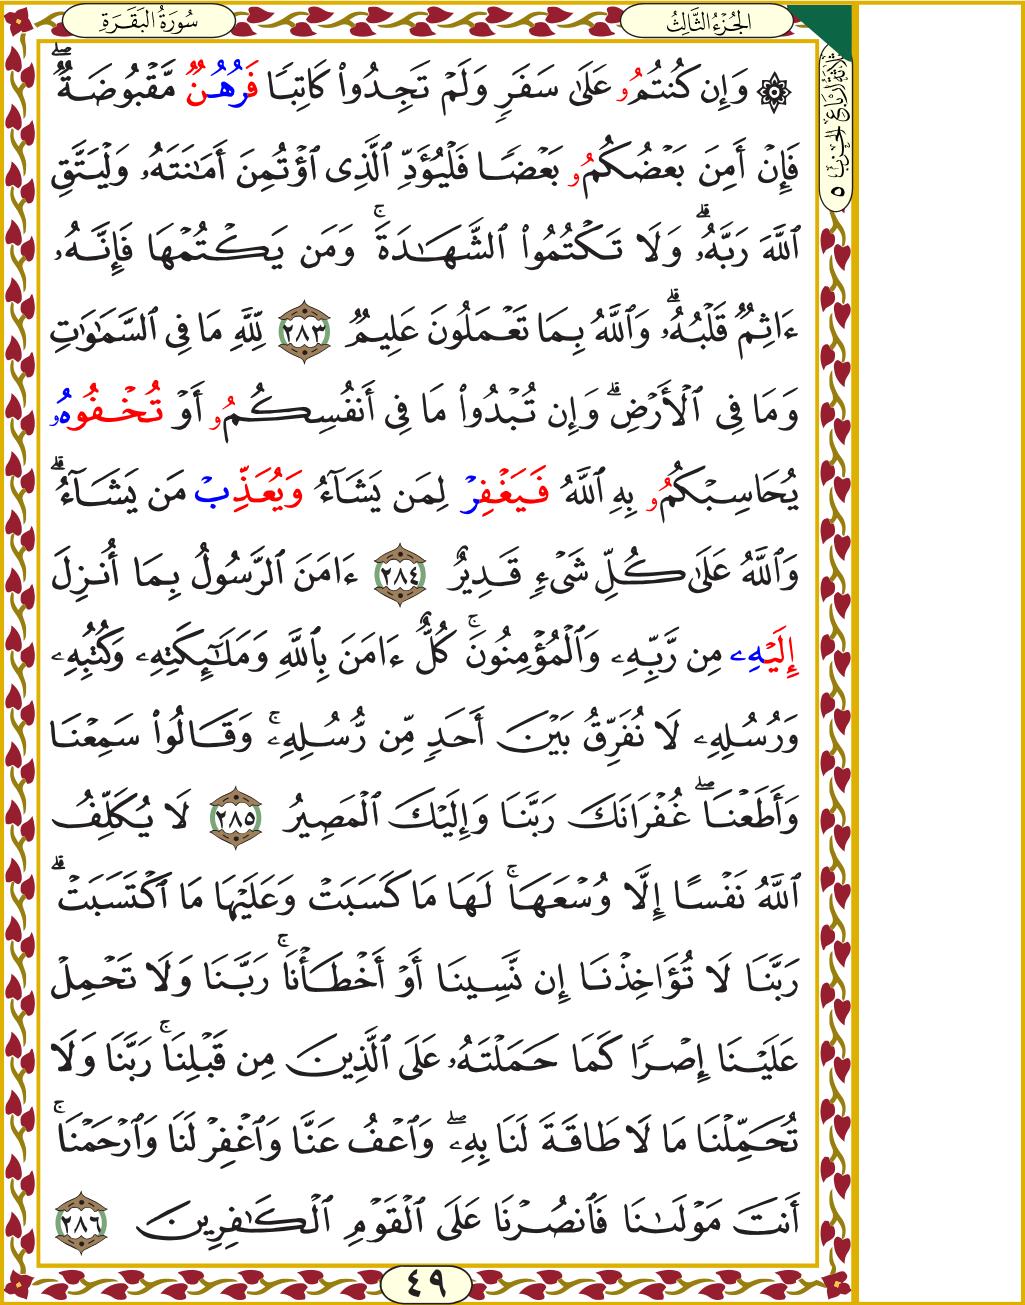 سُورَةُ البَقَرَةِ
الجُزْءُ الثَّالِثُ
ثلاثة أرباع الحزب ٥
۞ وَإِن كُنتُمُۥ عَلَىٰ سَفَرٖ وَلَمۡ تَجِدُواْ كَاتِبٗا فَرُهُنٞ مَّقۡبُوضَةٞۖ
فَإِنۡ أَمِنَ بَعۡضُكُمُۥ بَعۡضٗا فَلۡيُؤَدِّ ٱلَّذِي ٱؤۡتُمِنَ أَمَٰنَتَهُۥ وَلۡيَتَّقِ
ٱللَّهَ رَبَّهُۥۗ وَلَا تَكۡتُمُواْ ٱلشَّهَٰدَةَۚ وَمَن يَكۡتُمۡهَا فَإِنَّهُۥ
ءَاثِمٞ قَلۡبُهُۥۗ وَٱللَّهُ بِمَا تَعۡمَلُونَ عَلِيمٞ ٢٨٣ لِّلَّهِ مَا فِي ٱلسَّمَٰوَٰتِ
وَمَا فِي ٱلۡأَرۡضِۗ وَإِن تُبۡدُواْ مَا فِيٓ أَنفُسِكُمُۥ أَوۡ تُخۡفُوهُۥ
يُحَاسِبۡكُمُۥ بِهِ ٱللَّهُ فَيَغۡفِرۡ لِمَن يَشَآءُ وَيُعَذِّبۡ مَن يَشَآءُۗ
وَٱللَّهُ عَلَىٰ كُلِّ شَيۡءٖ قَدِيرٌ ٢٨٤ ءَامَنَ ٱلرَّسُولُ بِمَا أُنزِلَ
إِلَيۡهِۦ مِن رَّبِّهِۦ وَٱلۡمُؤۡمِنُونَۚ كُلٌّ ءَامَنَ بِٱللَّهِ وَمَلَٰٓئِكَتِهِۦ وَكُتُبِهِۦ
وَرُسُلِهِۦ لَا نُفَرِّقُ بَيۡنَ أَحَدٖ مِّن رُّسُلِهِۦۚ وَقَالُواْ سَمِعۡنَا
وَأَطَعۡنَاۖ غُفۡرَانَكَ رَبَّنَا وَإِلَيۡكَ ٱلۡمَصِيرُ ٢٨٥ لَا يُكَلِّفُ
ٱللَّهُ نَفۡسًا إِلَّا وُسۡعَهَاۚ لَهَا مَا كَسَبَتۡ وَعَلَيۡهَا مَا ٱكۡتَسَبَتۡۗ
رَبَّنَا لَا تُؤَاخِذۡنَا إِن نَّسِينَا أَوۡ أَخۡطَأۡنَاۚ رَبَّنَا وَلَا تَحۡمِلۡ
عَلَيۡنَا إِصۡرٗا كَمَا حَمَلۡتَهُۥ عَلَى ٱلَّذِينَ مِن قَبۡلِنَاۚ رَبَّنَا وَلَا
تُحَمِّلۡنَا مَا لَا طَاقَةَ لَنَا بِهِۦۖ وَٱعۡفُ عَنَّا وَٱغۡفِرۡ لَنَا وَٱرۡحَمۡنَاۚ
أَنتَ مَوۡلَىٰنَا فَٱنصُرۡنَا عَلَى ٱلۡقَوۡمِ ٱلۡكَٰفِرِينَ ٢٨٦
٤٩